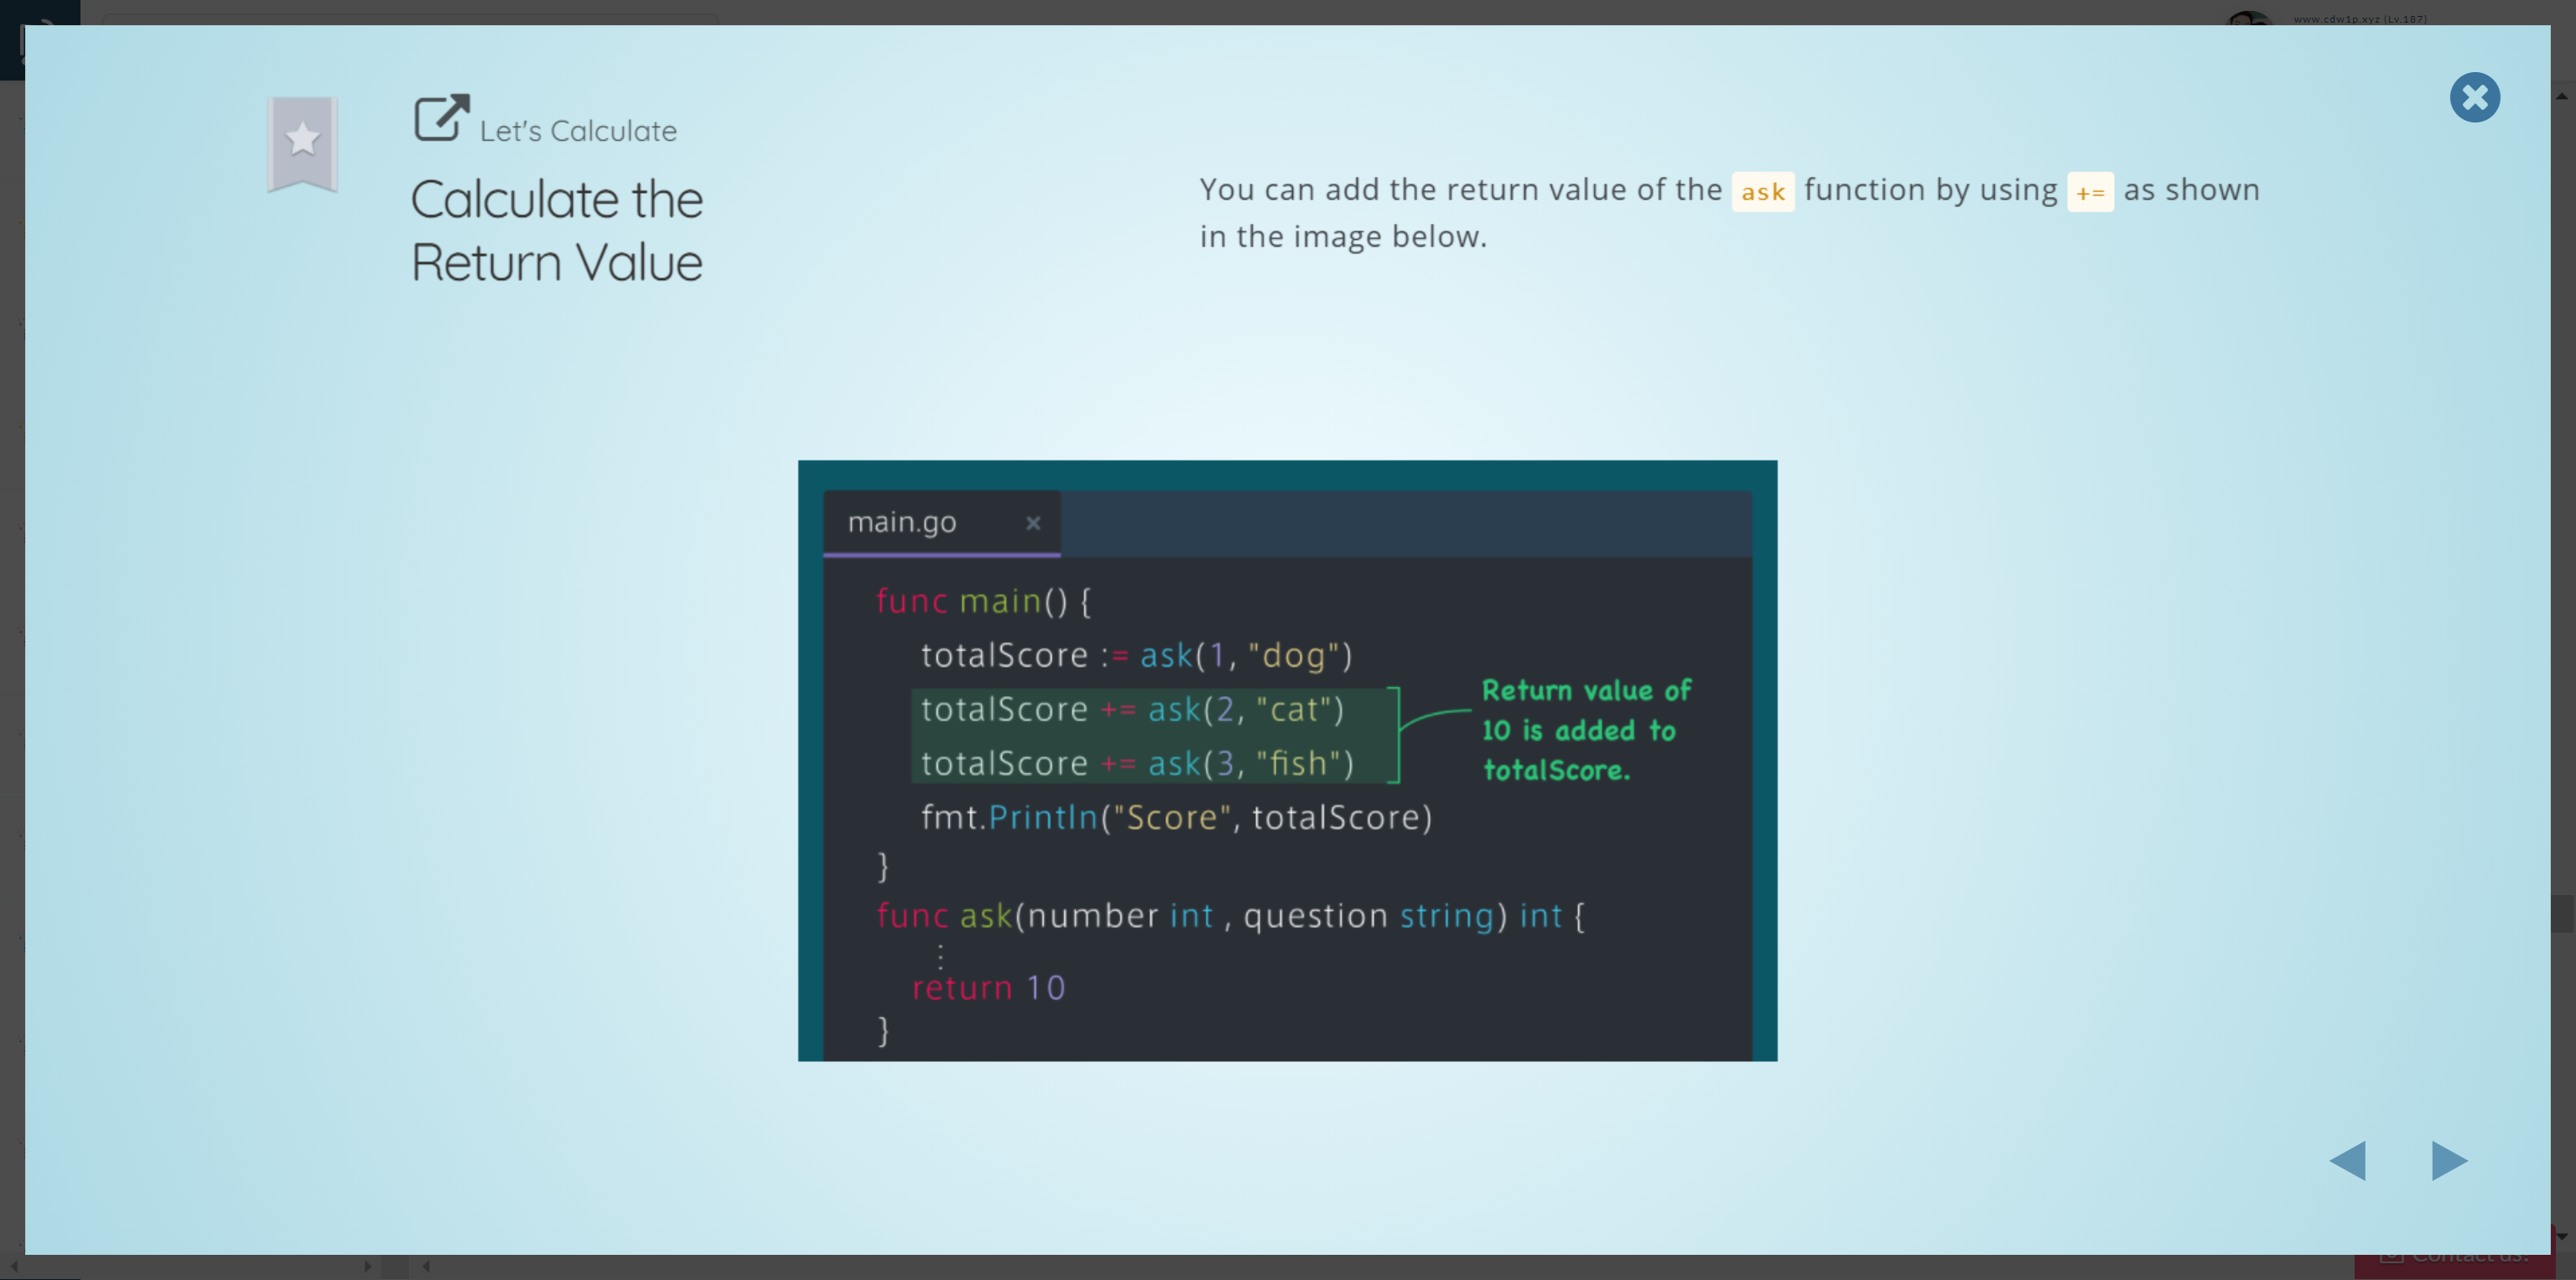 www.cdw1p.xyz (Lv.187)
Let's Calculate
Calculate the
Return Value
You can add the return value of the ask function by using += as shown
in the image below.
main.go
func main() {
totalScore := ask(1, "dog")
totalScore += ask(2, "cat")
totalScore += ask(3, "fish")
Return value of
10 is added to
totalScore.
fmt.Println("Score", totalScore)
}
func ask(number int , question string) int {
return 10
}
Contact us!